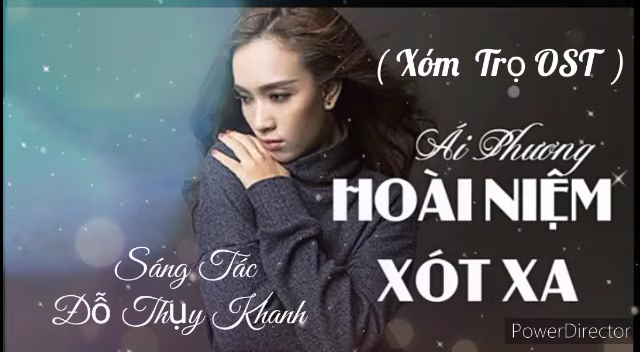 ( Xóm Trọ OST )
Ái Phương
HOÀI NIỆM
XÓT XA
Sáng Tác
Đỗ Thụy Khanh
PowerDirector